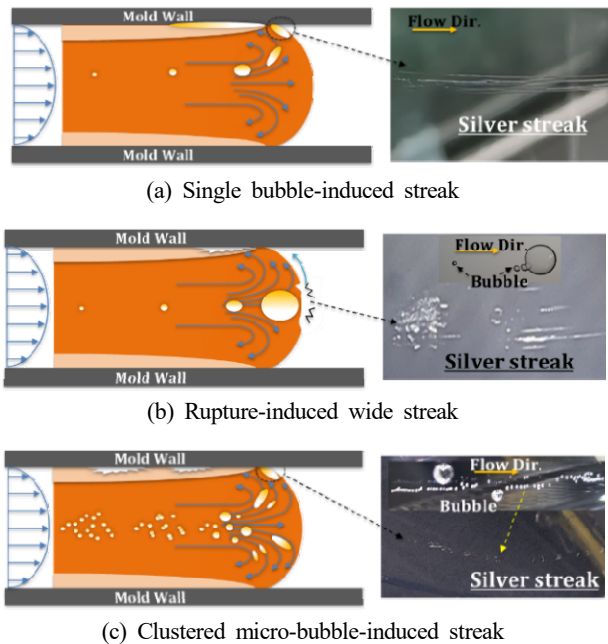 Mold Wall
Flow Dir.
Silver streak
Mold Wall
(a) Single bubble-induced streak
Mold Wall
Flow Dir.
Bubble
Silver streak
Mold Wall
(b) Rupture-induced wide streak
Mold Wall
Flow Dir.
Bubble
Silver streak
Mold Wall
(c) Clustered micro-bubble-induced streak